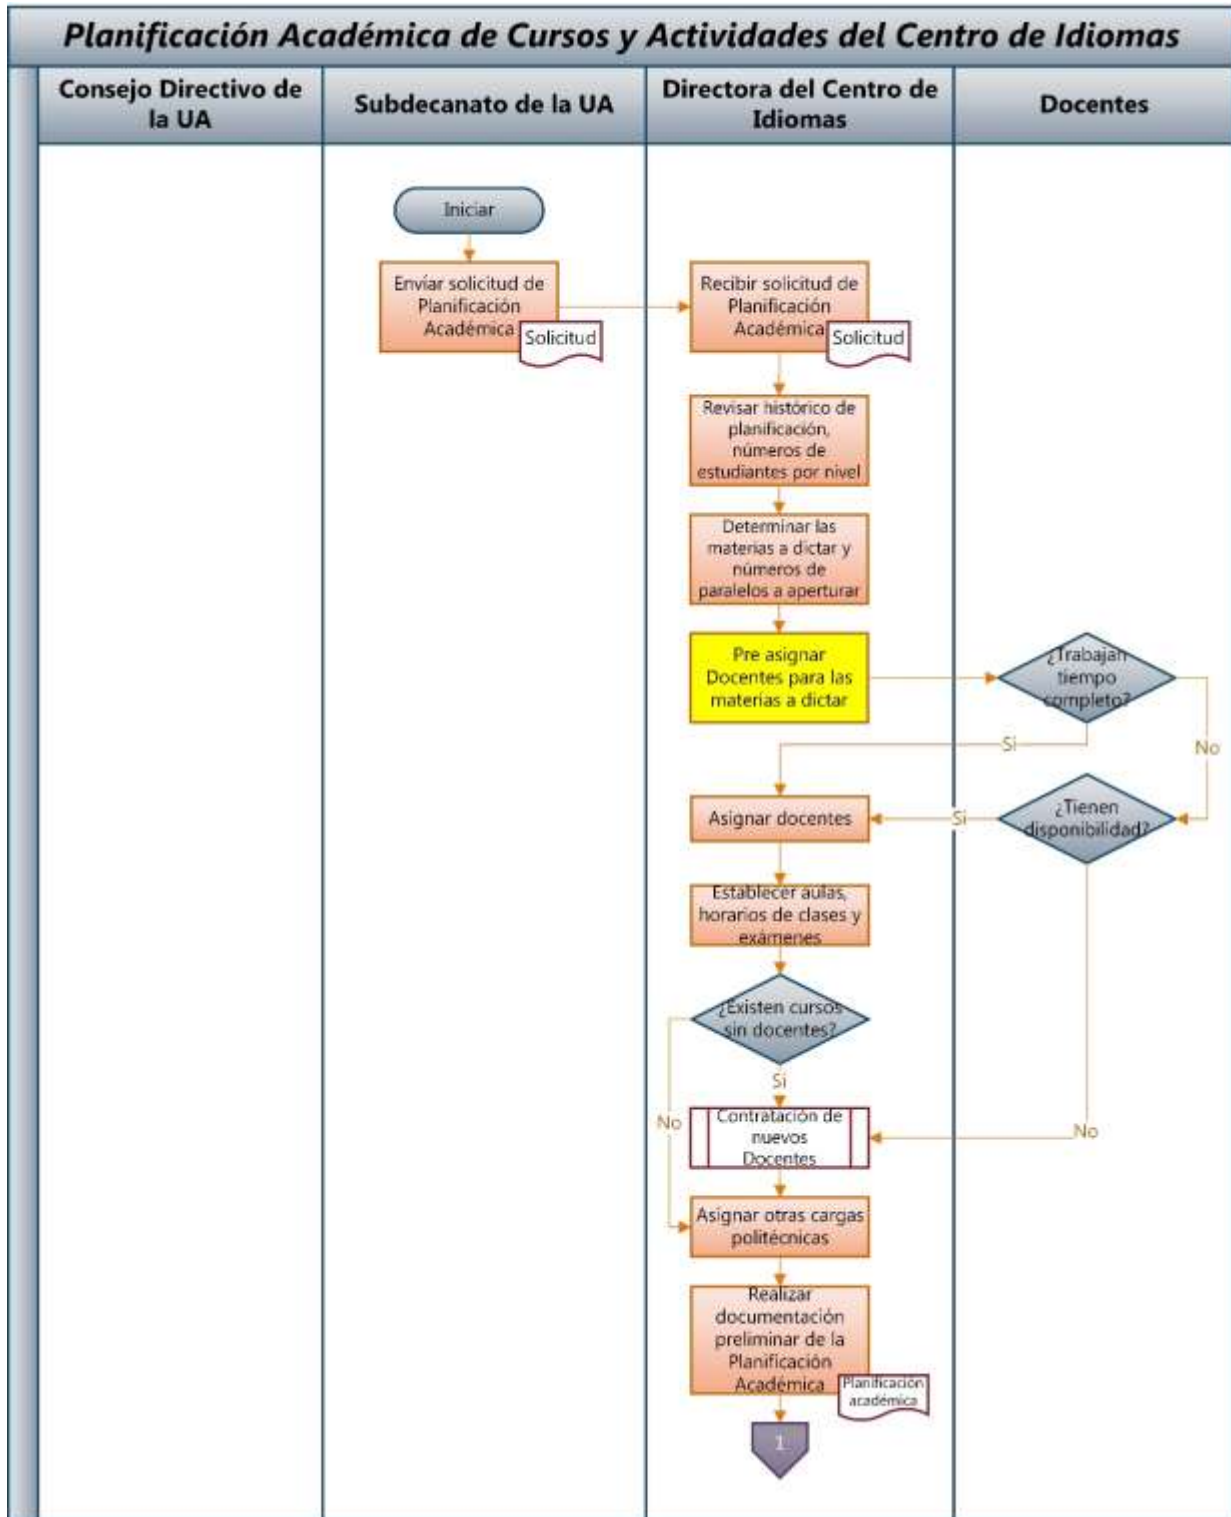 Planificación Académica de Cursos y Actividades del Centro de Idiomas
Consejo Directivo de
la UA
Subdecanato de la UA
Directora del Centro de
Idiomas
Docentes
Iniciar
Envíar solicitud de
Planificación
Académica
Solicitud
Recibir solicitud de
Planificación
Académica
Solicitud
Revisar histórico de
planificación,
números de
estudiantes por nivel
Determinar las
materias a dictar y
números de
paralelos a aperturar
Pre asignar
Docentes para las
materias a dictar
¿Trabajan
tiempo
completo?
Si
No
Asignar docentes
Si
¿Tienen
disponibilidad?
Establecer aulas,
horarios de clases y
exámenes
¿Existen cursos
sin docentes?
Si
No
Contratación de
nuevos
Docentes
No
Asignar otras cargas
politécnicas
Realizar
documentación
preliminar de la
Planificación
Académica
Planificación
académica
1